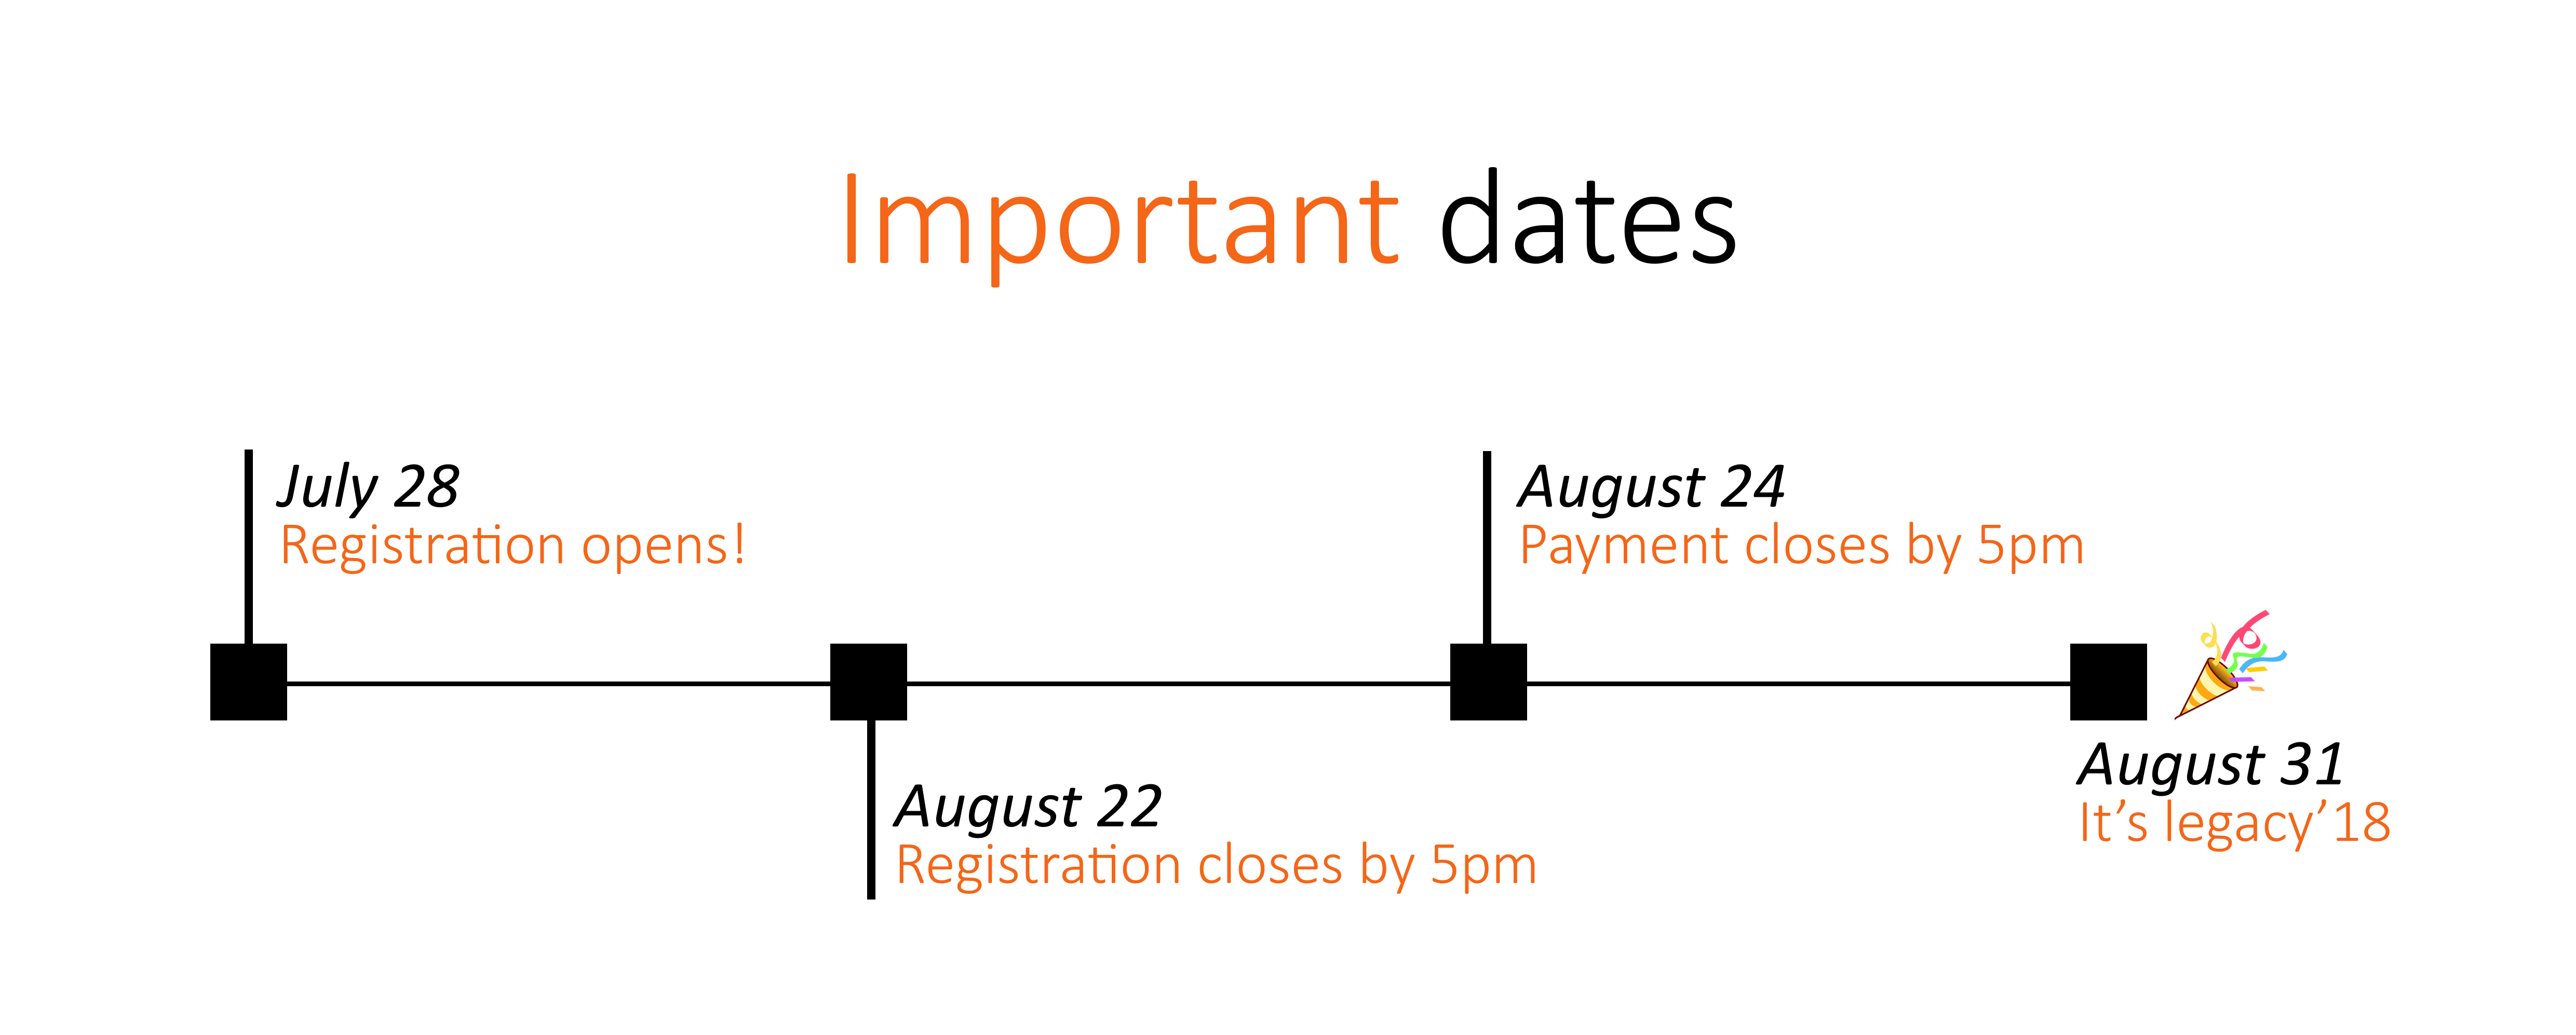 Important dates
July 28
Registration opens!
August 22
Registration closes by 5pm
August 24
Payment closes by 5pm
August 31
It’s legacy’18